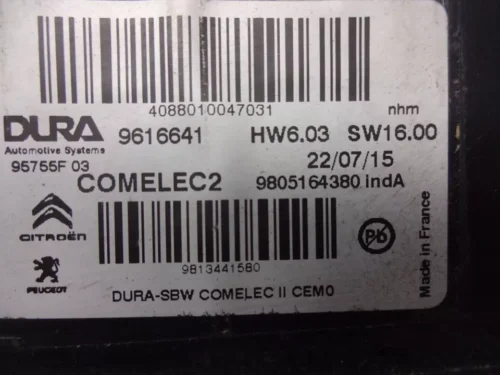 4088010047031 nhm
DURA 9616641 HW6.03 SW16.00
Automotive Systems 22/07/15
95755F 03 COMELEC2 9805164380 indA
CITROËN
Pb
Made in France
9813441580
PEUGEOT
DURA-SBW COMELEC II CEM0